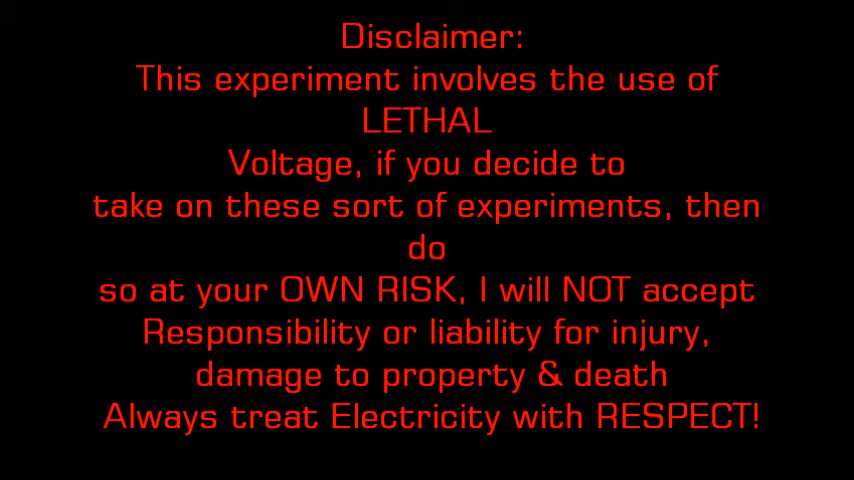 Disclaimer:
This experiment involves the use of
LETHAL
Voltage, if you decide to
take on these sort of experiments, then
do
so at your OWN RISK, I will NOT accept
Responsibility or liability for injury,
damage to property & death
Always treat Electricity with RESPECT!